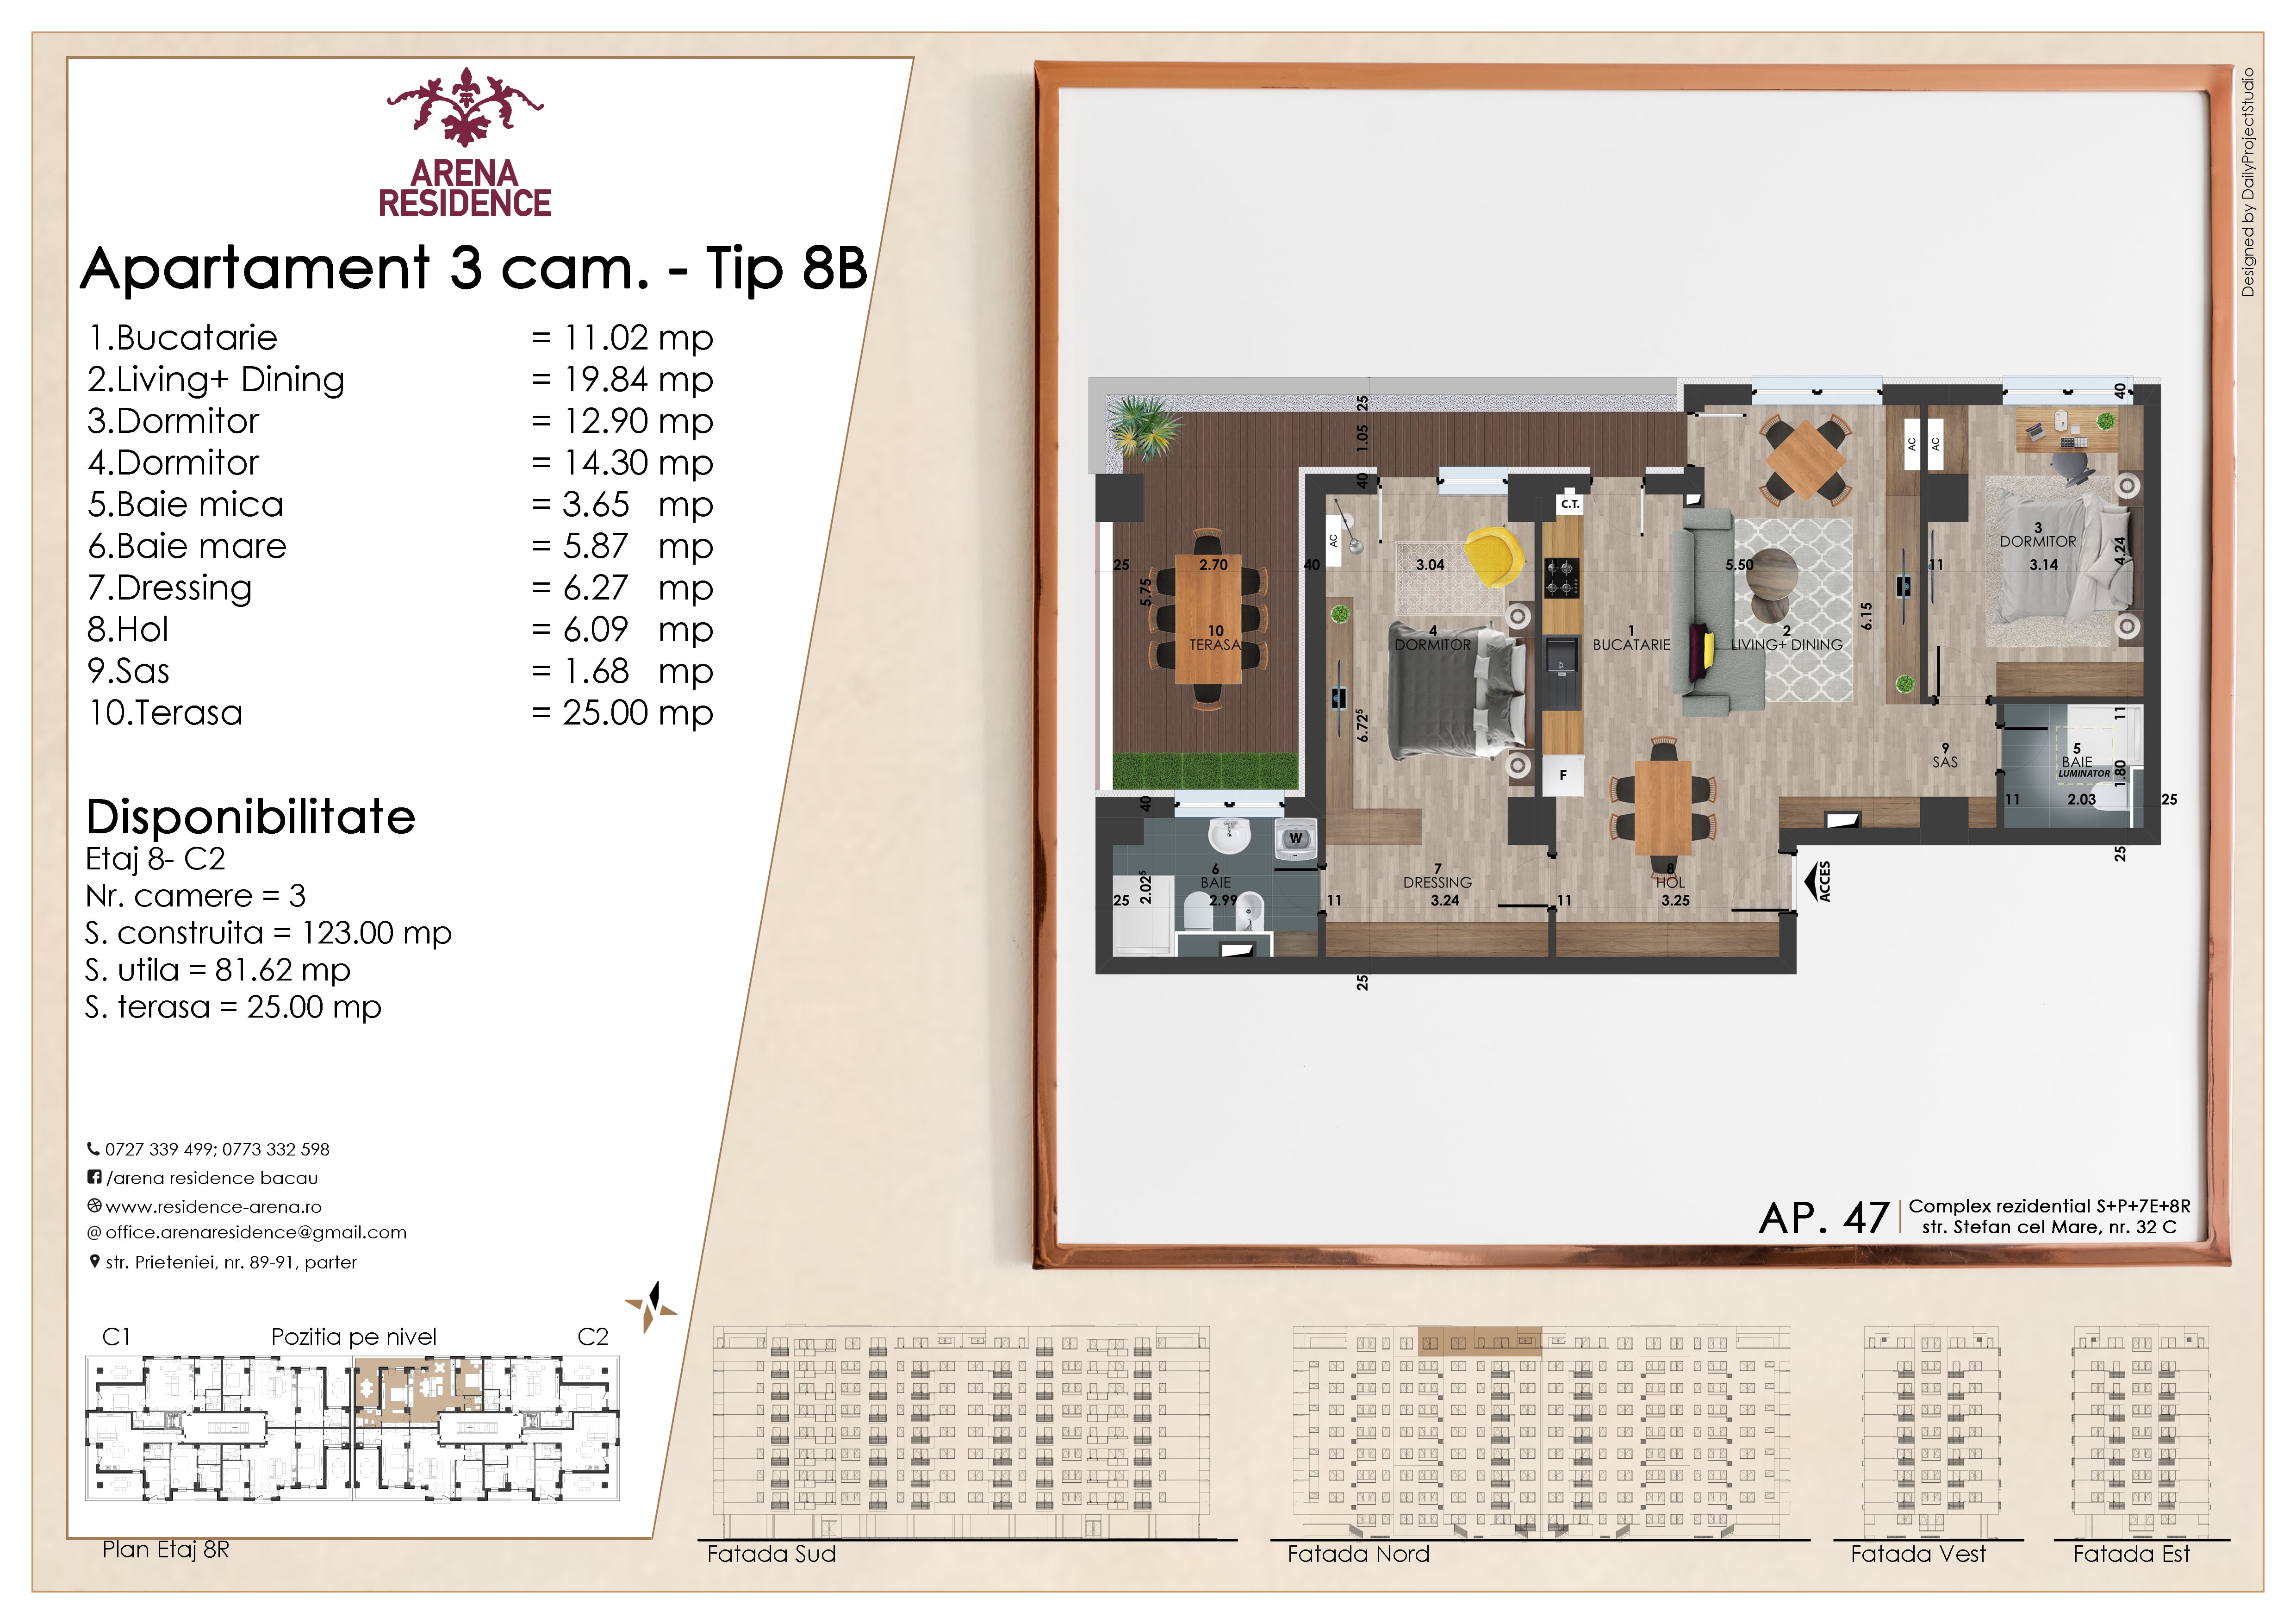 ARENA
RESIDENCE
Apartament 3 cam. - Tip 8B
1.Bucatarie = 11.02 mp
2.Living+ Dining = 19.84 mp
3.Dormitor = 12.90 mp
4.Dormitor = 14.30 mp
5.Baie mica = 3.65 mp
6.Baie mare = 5.87 mp
7.Dressing = 6.27 mp
8.Hol = 6.09 mp
9.Sas = 1.68 mp
10.Terasa = 25.00 mp
Disponibilitate
Etaj 8- C2
Nr. camere = 3
S. construita = 123.00 mp
S. utila = 81.62 mp
S. terasa = 25.00 mp
0727 339 499; 0773 332 598
/arena residence bacau
www.residence-arena.ro
@ office.arenaresidence@gmail.com
str. Prieteniei, nr. 89-91, parter
C1 Pozitia pe nivel C2
Plan Etaj 8R
Designed by DailyProjectStudio
25
1.05
40
40
AC
AC
C.T.
AC
3
DORMITOR
4.24
25
2.70
40
3.04
5.50
11
3.14
5.75
6.15
10
TERASA
4
DORMITOR
1
BUCATARIE
2
LIVING+ DINING
6.72⁵
11
F
9
SAS
5
BAIE
LUMINATOR
1.80
11
2.03
25
40
W
25
6
BAIE
2.02⁵
25
2.99
11
7
DRESSING
3.24
11
8
HOL
3.25
ACCES
25
AP. 47
Complex rezidential S+P+7E+8R
str. Stefan cel Mare, nr. 32 C
Fatada Sud
Fatada Nord
Fatada Vest
Fatada Est